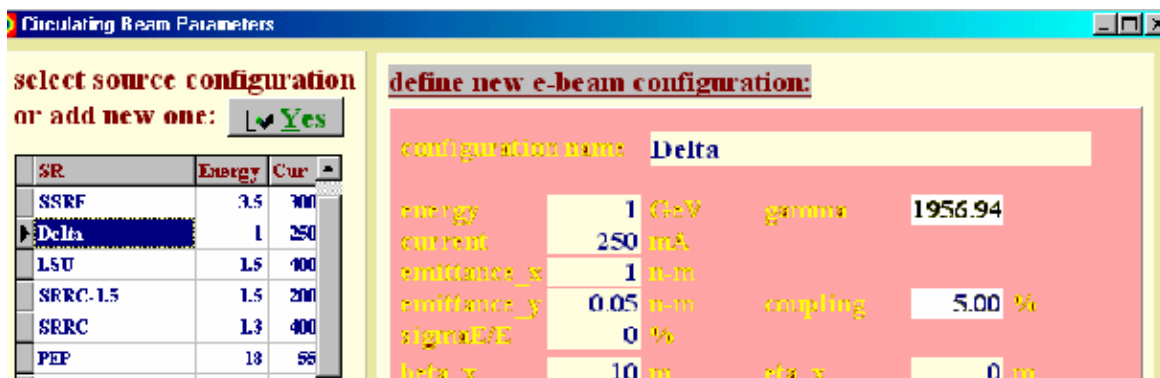 Circulating Beam Parameters
select source configuration
or add new one: Yes
SR Energy Cur
SSRF 3.5 300
Delta 1 250
LSU 1.5 400
SRRC-1.5 1.5 200
SRRC 1.3 400
PEP 18 55
define new e-beam configuration:
configuration name Delta
energy 1 GeV gamma 1956.94
current 250 mA
emittance_x 1 n-m
emittance_y 0.05 n-m coupling 5.00 %
sigmaE/E 0 %
beta_x 10 m eta_x 0 m